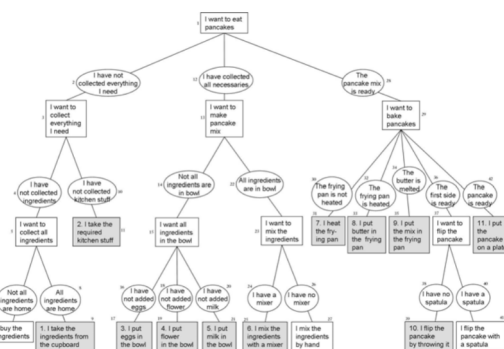 I want to eat
pancakes
I have not
collected everything
I need
I have collected
all necessaries
The
pancake mix
is ready
I want to
collect
everything
I need
I want to
make
pancake
mix
I want to
bake
pancakes
I have
not collected
ingredients
I have
not collected
kitchen stuff
Not all
ingredients are
in bowl
All ingredients
are in bowl
The frying
pan is not
heated
The
frying pan
is heated
The
butter is
melted
The
first side
is ready
The
pancake
is ready
I want to
collect all
ingredients
2. I take the
required
kitchen stuff
I want to
put all
ingredients
in the bowl
I want to
mix the
ingredients
7. I heat
the fry-
ing pan
8. I put
butter in
the frying
pan
9. I put
the mix in
the frying
pan
I want to
flip the
pancake
11. I put
the
pancake
on a plate
Not all
ingredients
are home
All
ingredients
are home
I have
not added
eggs
I have
not added
flower
I have
not added
milk
I have a
mixer
I have no
mixer
I have no
spatula
I have a
spatula
buy the
ingredients
1. I take the
ingredients from
the cupboard
3. I put
eggs in
the bowl
4. I put
flower in
the bowl
5. I put
milk in
the bowl
6. I mix the
ingredients
with a mixer
I mix the
ingredients
by hand
10. I flip the
pancake by
throwing it
I flip the
pancake with
a spatula